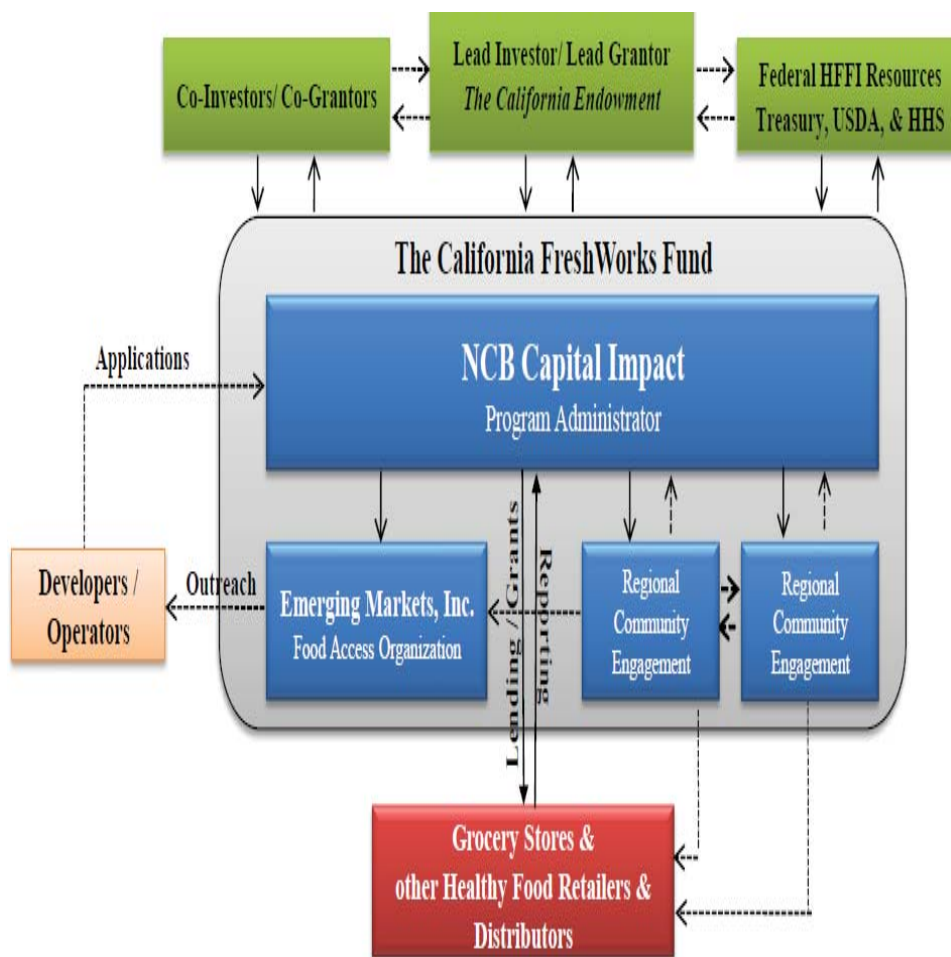 Co-Investors/ Co-Grantors
Lead Investor/ Lead Grantor
The California Endowment
Federal HFFI Resources
Treasury, USDA, & HHS
The California FreshWorks Fund
NCB Capital Impact
Program Administrator
Applications
Developers /
Operators
Outreach
Emerging Markets, Inc.
Food Access Organization
Lending / Grants
Reporting
Regional
Community
Engagement
Regional
Community
Engagement
Grocery Stores &
other Healthy Food Retailers &
Distributors